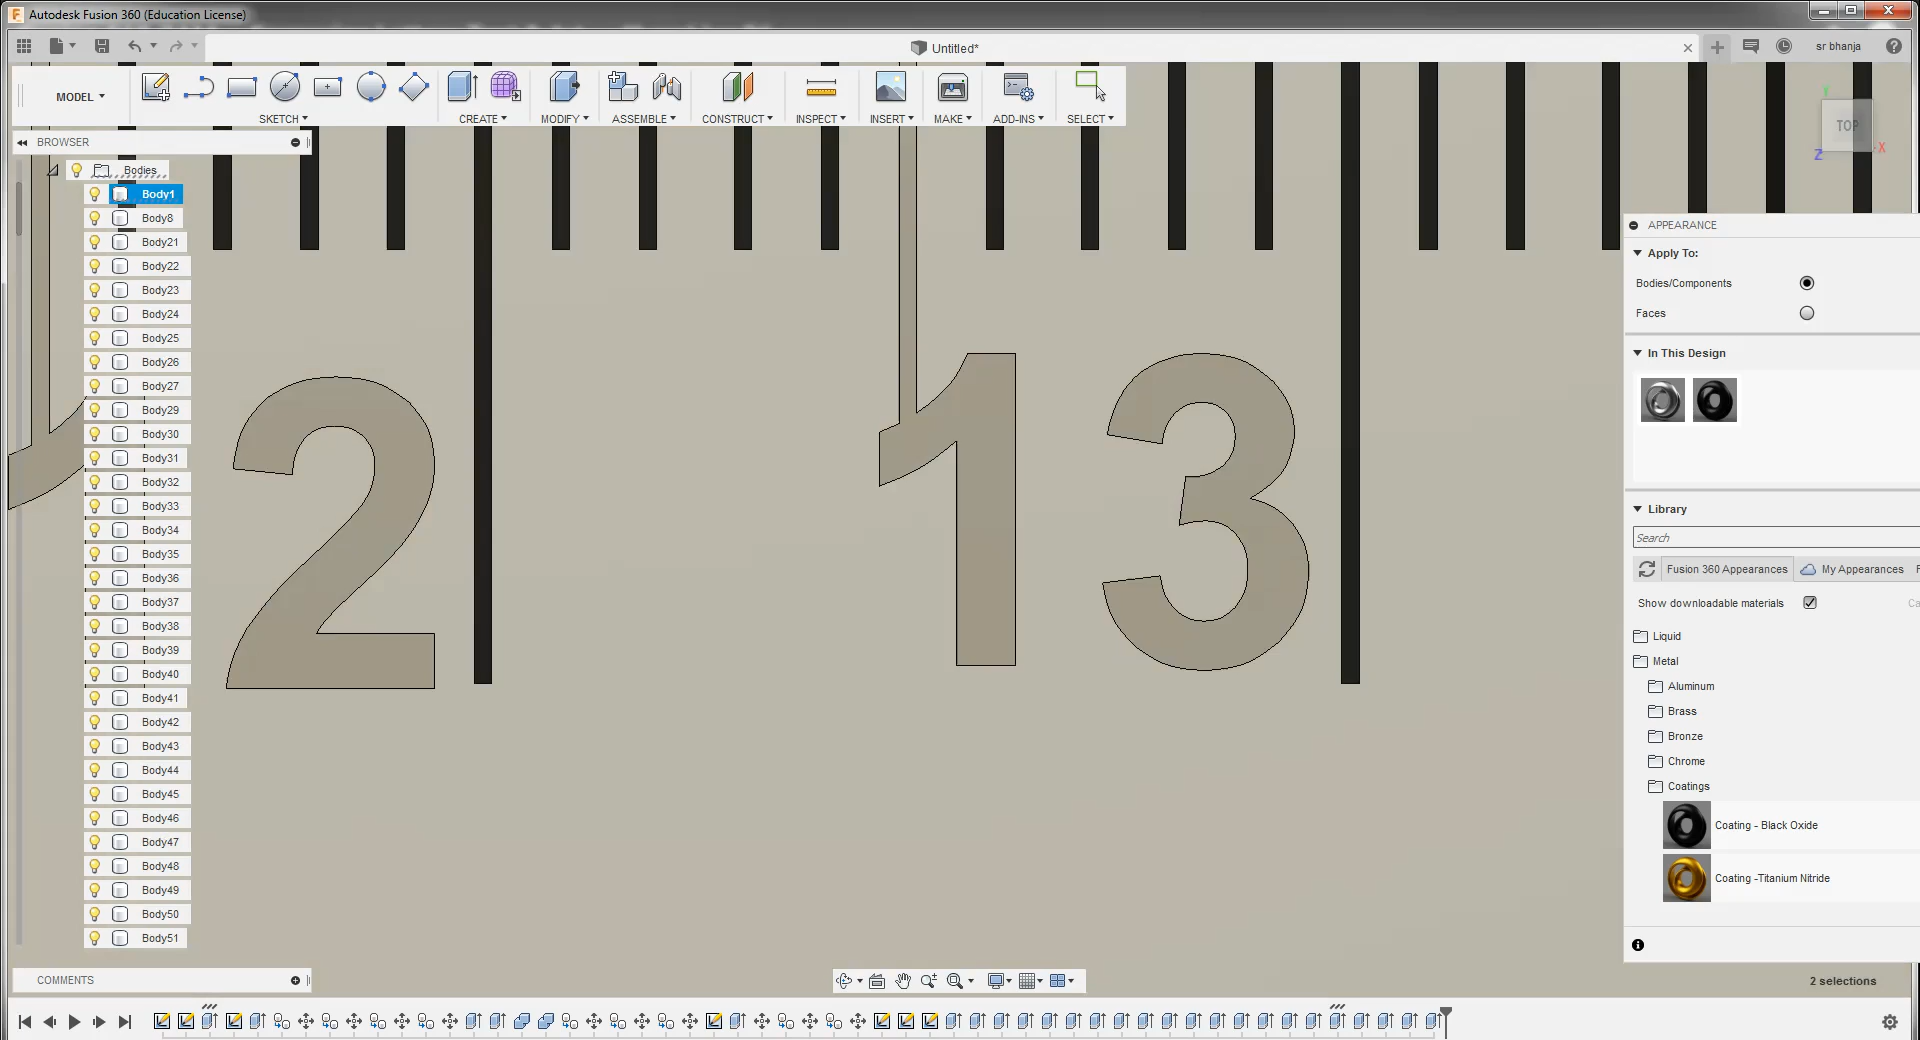 Autodesk Fusion 360 (Education License)
Untitled*
sr bhanja
MODEL
SKETCH
CREATE
MODIFY
ASSEMBLE
CONSTRUCT
INSPECT
INSERT
MAKE
ADD-INS
SELECT
TOP
Y
X
Z
BROWSER
Bodies
Body1
Body8
Body21
Body22
Body23
Body24
Body25
Body26
Body27
Body29
Body30
Body31
Body32
Body33
Body34
Body35
Body36
Body37
Body38
Body39
Body40
Body41
Body42
Body43
Body44
Body45
Body46
Body47
Body48
Body49
Body50
Body51
2
13
APPEARANCE
Apply To:
Bodies/Components
Faces
In This Design
Library
Search
Fusion 360 Appearances
My Appearances
F
Show downloadable materials
Ca
Liquid
Metal
Aluminum
Brass
Bronze
Chrome
Coatings
Coating - Black Oxide
Coating -Titanium Nitride
COMMENTS
2 selections